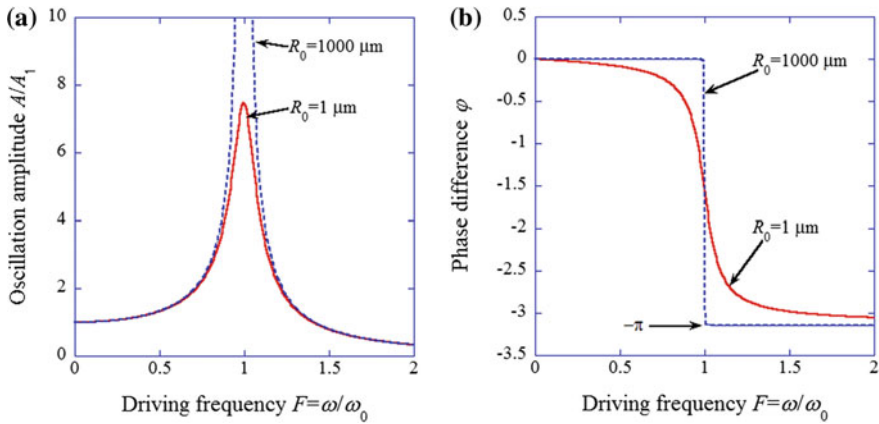 (a)
10
8
6
4
2
0
Oscillation amplitude A/A₁
R₀=1000 μm
R₀=1 μm
0
0.5
1
1.5
2
Driving frequency F=ω/ω₀
(b)
0.5
0
-0.5
-1
-1.5
-2
-2.5
-3
-3.5
Phase difference φ
R₀=1000 μm
R₀=1 μm
−π
0
0.5
1
1.5
2
Driving frequency F=ω/ω₀